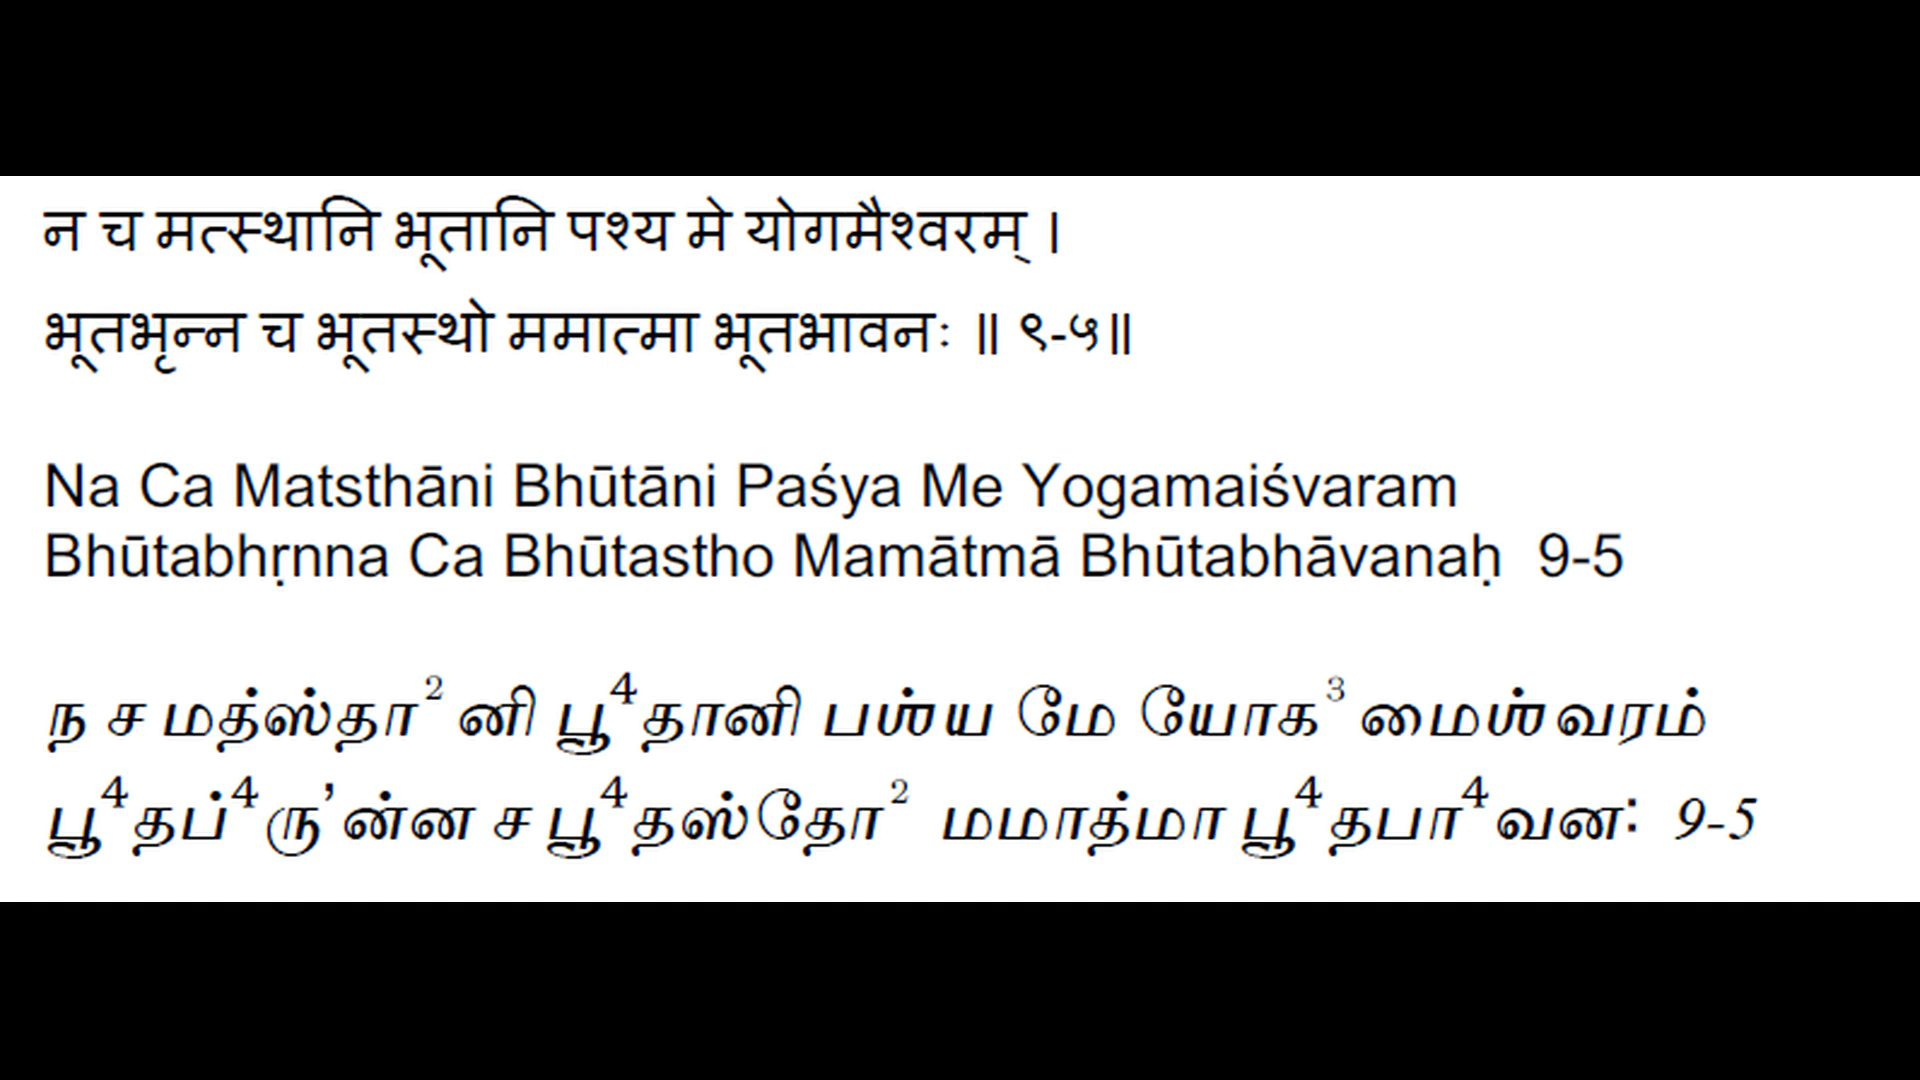 न च मत्स्थानि भूतानि पश्य मे योगमैश्वरम् ।
भूतभृन्न च भूतस्थो ममात्मा भूतभावनः ॥ ९-५॥
Na Ca Matsthāni Bhūtāni Paśya Me Yogamaiśvaram
Bhūtabhṛnna Ca Bhūtastho Mamātmā Bhūtabhāvanaḥ 9-5
ந ச மத்ஸ்தா² னி பூ⁴தானி பஶ்ய மே யோக³ மைஶ்வரம்
பூ⁴தப்⁴ரு’ன்ன ச பூ⁴தஸ்தோ² மமாத்மா பூ⁴தபா⁴வன: 9-5